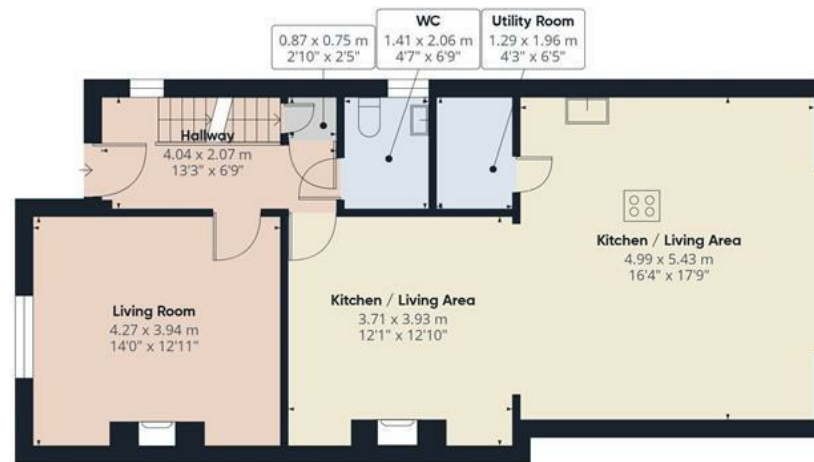 0.87 x 0.75 m
2'10" x 2'5"
WC
1.41 x 2.06 m
4'7" x 6'9"
Utility Room
1.29 x 1.96 m
4'3" x 6'5"
Hallway
4.04 x 2.07 m
13'3" x 6'9"
Kitchen / Living Area
4.99 x 5.43 m
16'4" x 17'9"
Living Room
4.27 x 3.94 m
14'0" x 12'11"
Kitchen / Living Area
3.71 x 3.93 m
12'1" x 12'10"